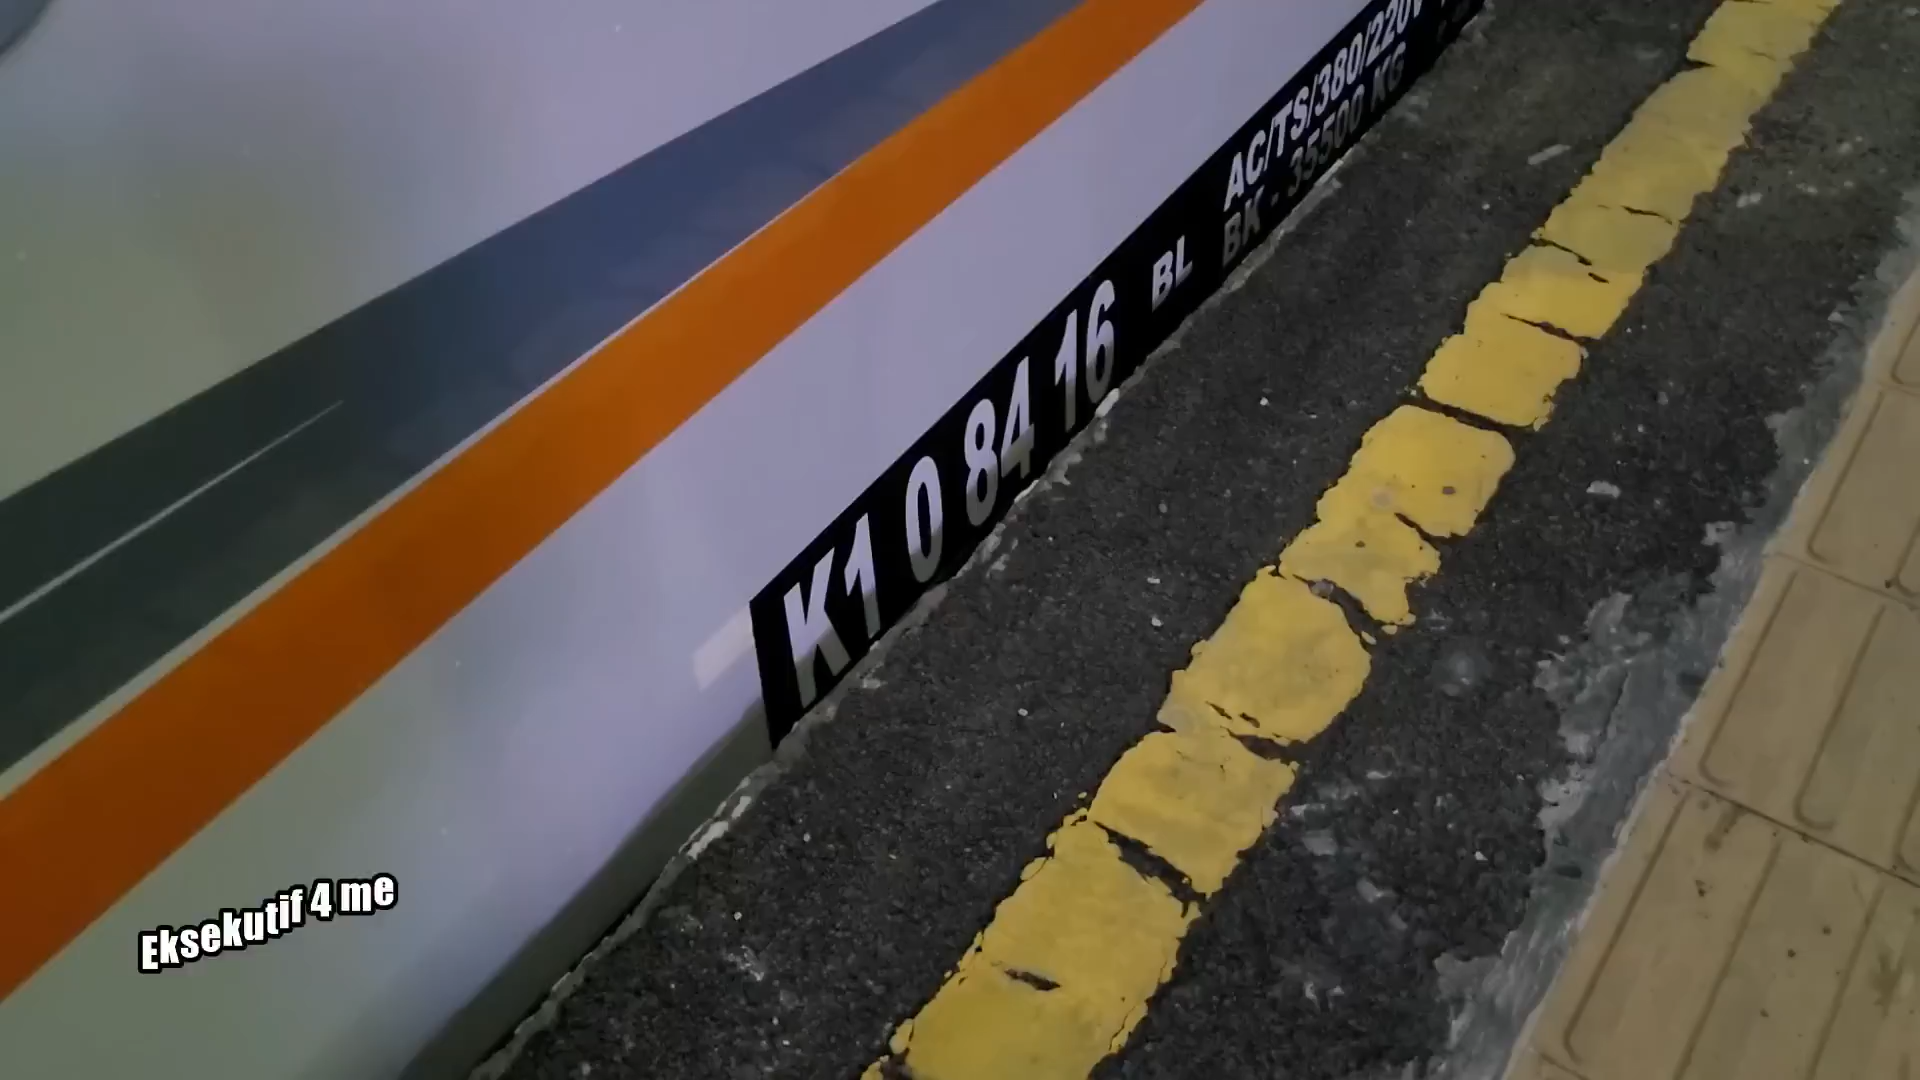 K1 0 84 16 BL
AC/TS/380/220V
BK - 35500 KG
Eksekutif 4 me